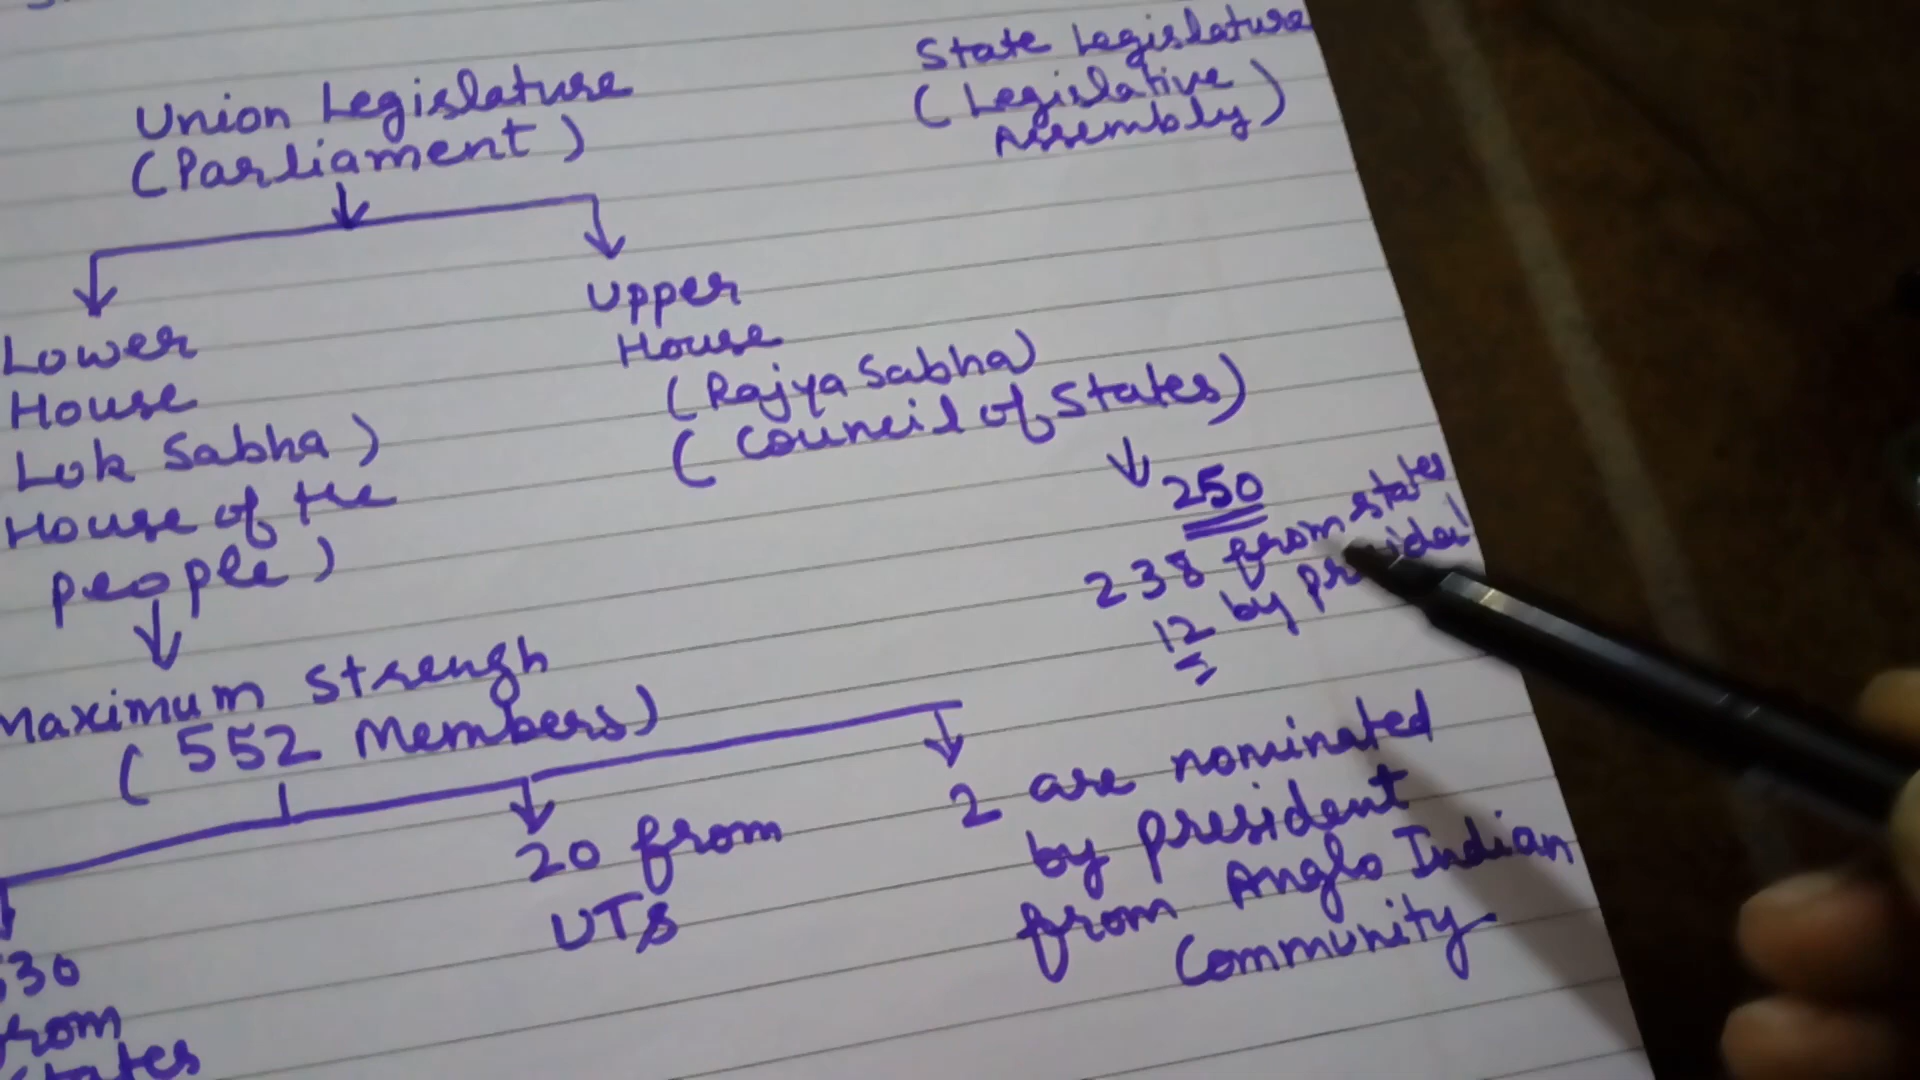 Union Legislature
(Parliament)
State Legislature
(Legislative
Assembly)
Lower
House
Lok Sabha)
House of the
people)
Upper
House
(Rajya Sabha)
(Council of States)
250
238 from states
12 by
Maximum Strengh
(552 Members)
530
from
states
20 from
UTs
2 are nominated
by president
from Anglo Indian
Community